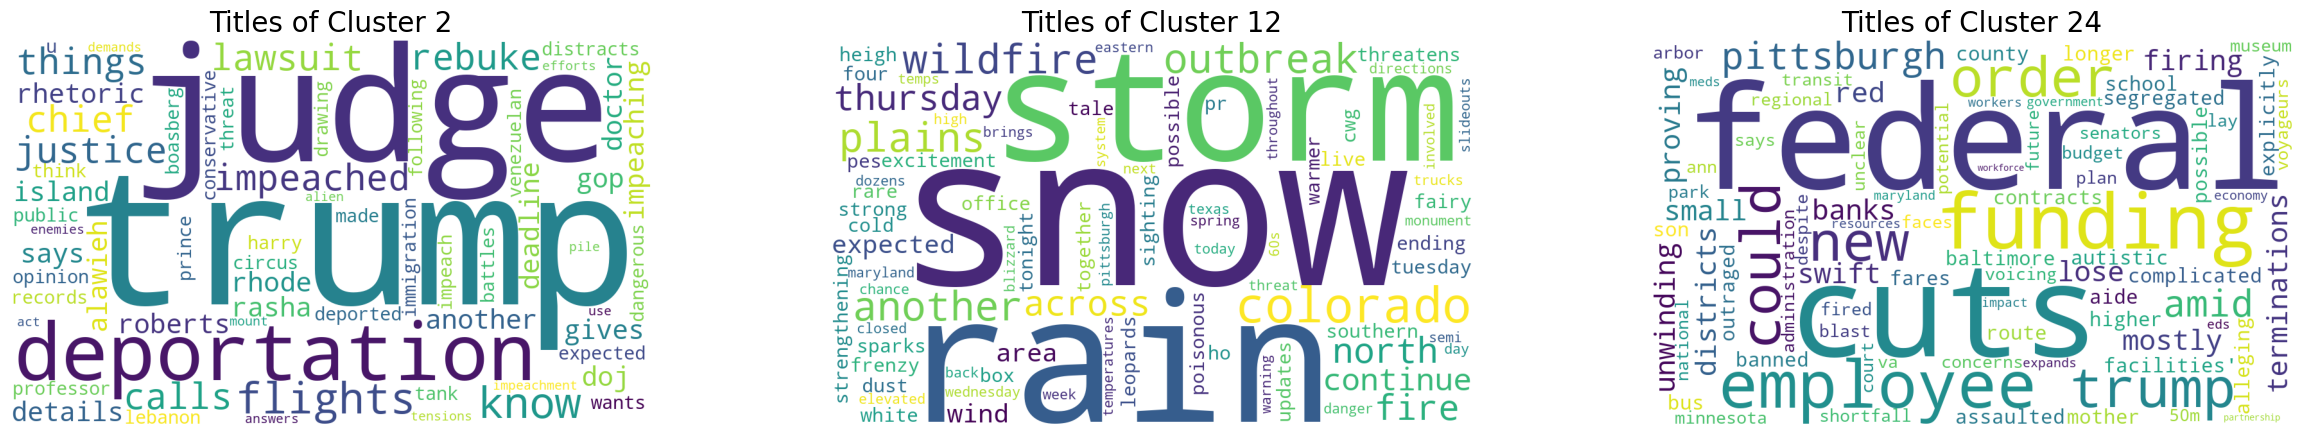 Titles of Cluster 2
things
u
demands
lawsuit
rebuke
distracts
efforts
judge
rhetoric
chief
justice
boasberg
conservative
threat
drawing
following
venezuelan
doctor
impeaching
think
island
impeached
gop
deadline
public
enemies
says
opinion
records
act
allawieh
prince
trump
alien
made
harry
circus
rhode
rasha
immigration
impeach
battles
pile
dangerous
roberts
mount
deported
another
gives
use
expected
deportation
professor
details
lebanon
calls
answers
flights
tank
tensions
know
impeachment
doj
wants
Titles of Cluster 12
heigh
four
wildfire
eastern
temps
outbreak
threatens
directions
thursday
storm
tale
possible
pr
throughout
cwg
involved
slideouts
plains
high
brings
system
pes
excitement
next
warmer
live
dozens
rare
strong
cold
expected
office
snow
sighting
texas
spring
today
60s
trucks
fairy
monument
ending
tuesday
tonight
blizzard
together
pittsburgh
maryland
chance
strengthening
another
across
threat
colorado
closed
sparks
frenzy
dust
elevated
white
rain
area
back
box
wednesday
week
wind
temperatures
leopards
poisonous
ho
warning
updates
southern
semi
north
day
continue
danger
fire
Titles of Cluster 24
arbor
pittsburgh
county
longer
firing
museum
meds
proving
transit
regional
red
order
school
workers
government
segregated
federal
says
unclear
potential
future
senators
budget
possible
lay
explicitly
voyageurs
ann
park
workforce
maryland
plan
economy
small
son
could
banks
resources
faces
contracts
funding
new
despite
administration
swift
fares
baltimore
autistic
voicing
lose
complicated
unwinding
national
districts
outraged
cuts
impact
aide
higher
amid
terminations
fired
blast
route
eds
mostly
banned
court
va
concerns
expands
facilities'
alleging
bus
minnesota
employee
shortfall
assaulted
trump
mother
50m
partnership